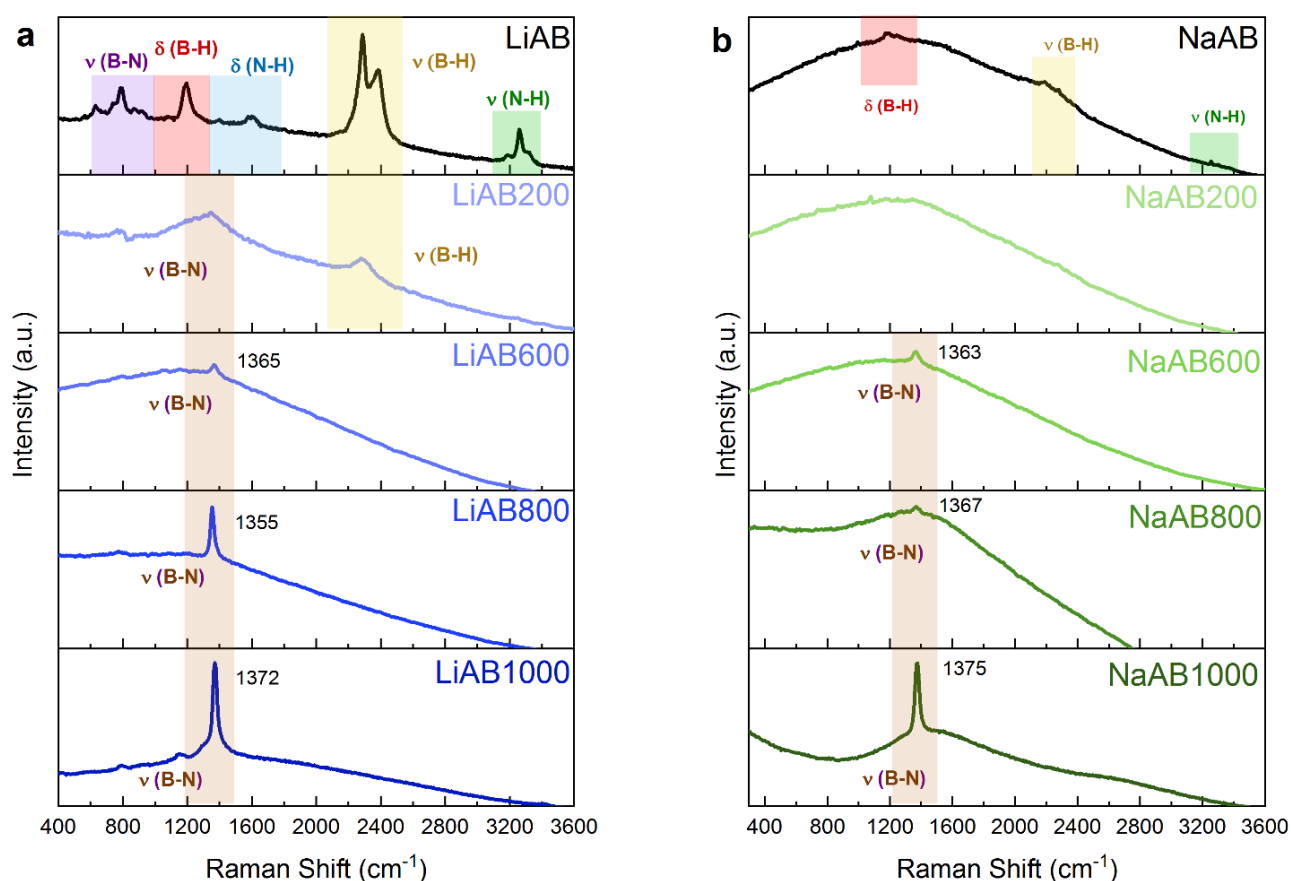 a
LiAB
ν (B-N)
δ (B-H)
δ (N-H)
ν (B-H)
ν (N-H)
LiAB200
ν (B-N)
ν (B-H)
LiAB600
1365
ν (B-N)
LiAB800
1355
ν (B-N)
LiAB1000
1372
ν (B-N)
Intensity (a.u.)
400 800 1200 1600 2000 2400 2800 3200 3600
Raman Shift (cm⁻¹)
b
NaAB
ν (B-H)
δ (B-H)
ν (N-H)
NaAB200
NaAB600
1363
ν (B-N)
NaAB800
1367
ν (B-N)
NaAB1000
1375
ν (B-N)
Intensity (a.u.)
400 800 1200 1600 2000 2400 2800 3200 3600
Raman Shift (cm⁻¹)